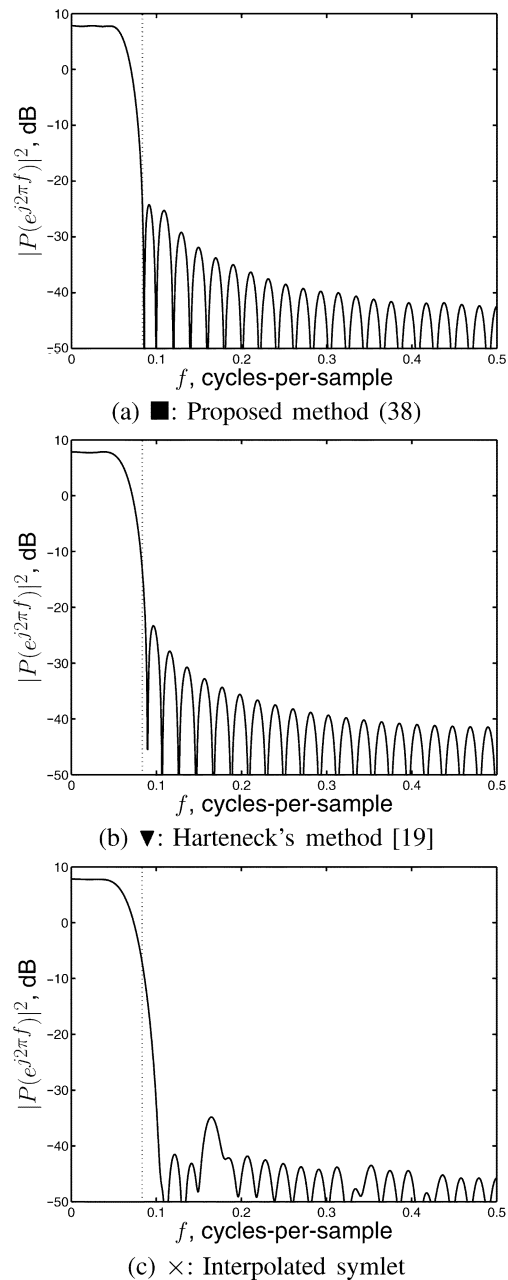 10
0
−10
−20
−30
−40
−50
|P(e^{j2πf})|², dB
0 0.1 0.2 0.3 0.4 0.5
f, cycles-per-sample
(a) ■: Proposed method (38)
10
0
−10
−20
−30
−40
−50
|P(e^{j2πf})|², dB
0 0.1 0.2 0.3 0.4 0.5
f, cycles-per-sample
(b) ▼: Harteneck's method [19]
10
0
−10
−20
−30
−40
−50
|P(e^{j2πf})|², dB
0 0.1 0.2 0.3 0.4 0.5
f, cycles-per-sample
(c) ×: Interpolated symlet